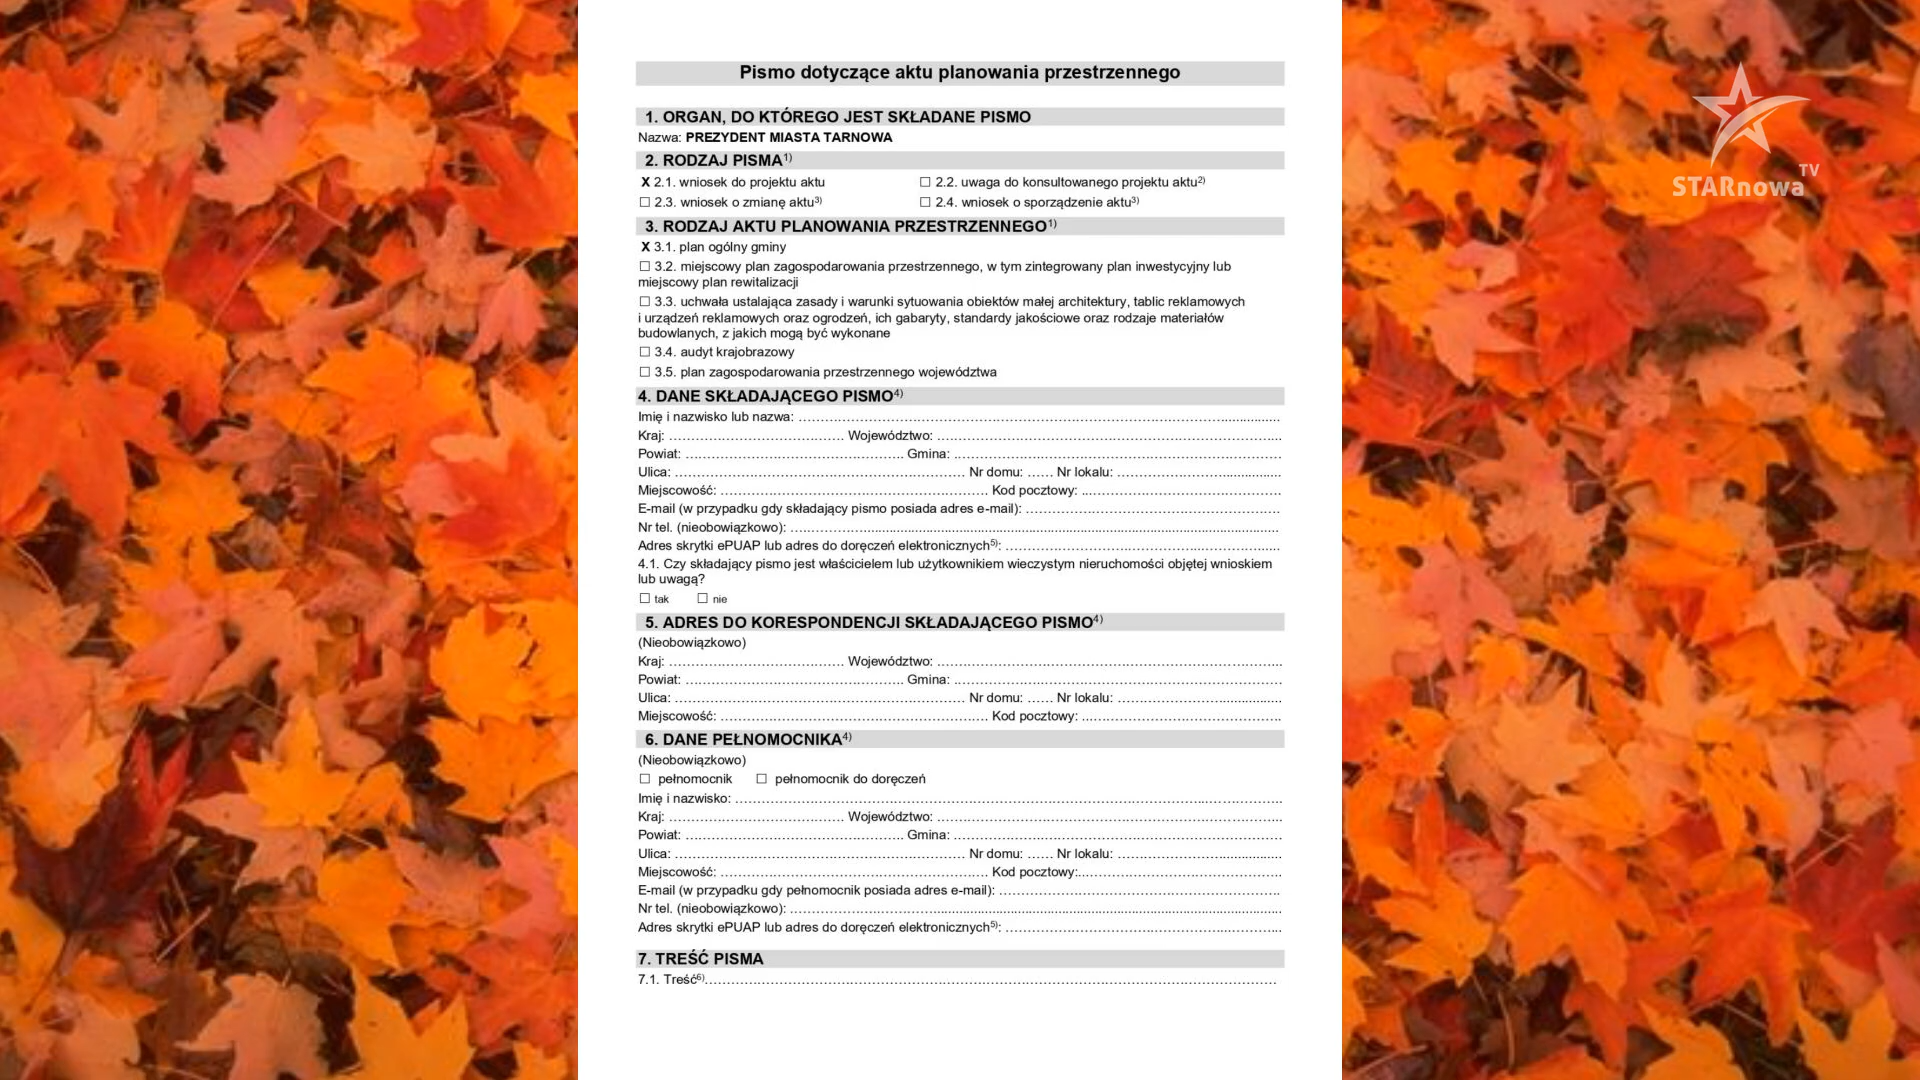 Pismo dotyczące aktu planowania przestrzennego
1. ORGAN, DO KTÓREGO JEST SKŁADANE PISMO
Nazwa: PREZYDENT MIASTA TARNOWA
2. RODZAJ PISMA1)
X 2.1. wniosek do projektu aktu ☐ 2.2. uwaga do konsultowanego projektu aktu2)
☐ 2.3. wniosek o zmianę aktu3) ☐ 2.4. wniosek o sporządzenie aktu3)
3. RODZAJ AKTU PLANOWANIA PRZESTRZENNEGO1)
X 3.1. plan ogólny gminy
☐ 3.2. miejscowy plan zagospodarowania przestrzennego, w tym zintegrowany plan inwestycyjny lub
miejscowy plan rewitalizacji
☐ 3.3. uchwała ustalająca zasady i warunki sytuowania obiektów małej architektury, tablic reklamowych
i urządzeń reklamowych oraz ogrodzeń, ich gabaryty, standardy jakościowe oraz rodzaje materiałów
budowlanych, z jakich mogą być wykonane
☐ 3.4. audyt krajobrazowy
☐ 3.5. plan zagospodarowania przestrzennego województwa
4. DANE SKŁADAJĄCEGO PISMO4)
Imię i nazwisko lub nazwa: ........................
Kraj: ........................ Województwo: ........................
Powiat: ........................ Gmina: ........................
Ulica: ........................ Nr domu: ...... Nr lokalu: ........................
Miejscowość: ........................ Kod pocztowy: ........................
E-mail (w przypadku gdy składający pismo posiada adres e-mail): ........................
Nr tel. (nieobowiązkowo): ........................
Adres skrytki ePUAP lub adres do doręczeń elektronicznych5): ........................
4.1. Czy składający pismo jest właścicielem lub użytkownikiem wieczystym nieruchomości objętej wnioskiem
lub uwagą?
☐ tak ☐ nie
5. ADRES DO KORESPONDENCJI SKŁADAJĄCEGO PISMO4)
(Nieobowiązkowo)
Kraj: ........................ Województwo: ........................
Powiat: ........................ Gmina: ........................
Ulica: ........................ Nr domu: ...... Nr lokalu: ........................
Miejscowość: ........................ Kod pocztowy: ........................
6. DANE PEŁNOMOCNIKA4)
(Nieobowiązkowo)
☐ pełnomocnik ☐ pełnomocnik do doręczeń
Imię i nazwisko: ........................
Kraj: ........................ Województwo: ........................
Powiat: ........................ Gmina: ........................
Ulica: ........................ Nr domu: ...... Nr lokalu: ........................
Miejscowość: ........................ Kod pocztowy:........................
E-mail (w przypadku gdy pełnomocnik posiada adres e-mail): ........................
Nr tel. (nieobowiązkowo): ........................
Adres skrytki ePUAP lub adres do doręczeń elektronicznych5): ........................
7. TREŚĆ PISMA
7.1. Treść6)........................
TV
STARnowa